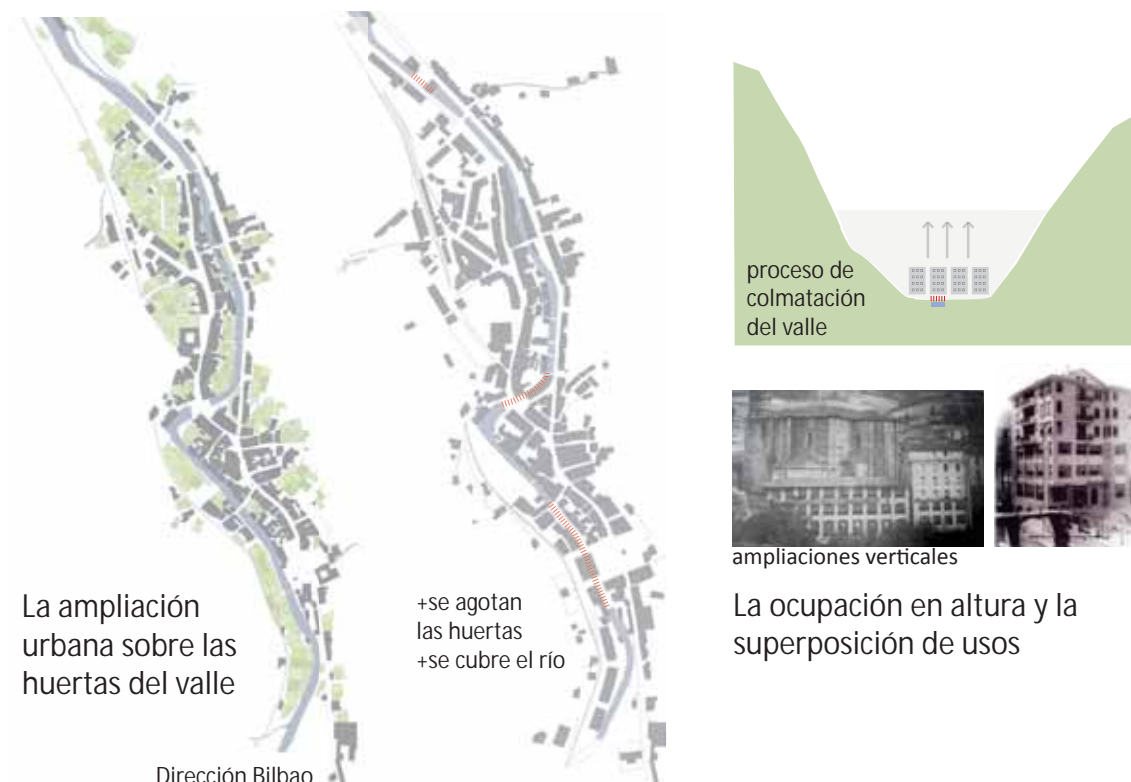 La ampliación
urbana sobre las
huertas del valle
Dirección Bilbao
+se agotan
las huertas
+se cubre el río
proceso de
colmatación
del valle
ampliaciones verticales
La ocupación en altura y la
superposición de usos